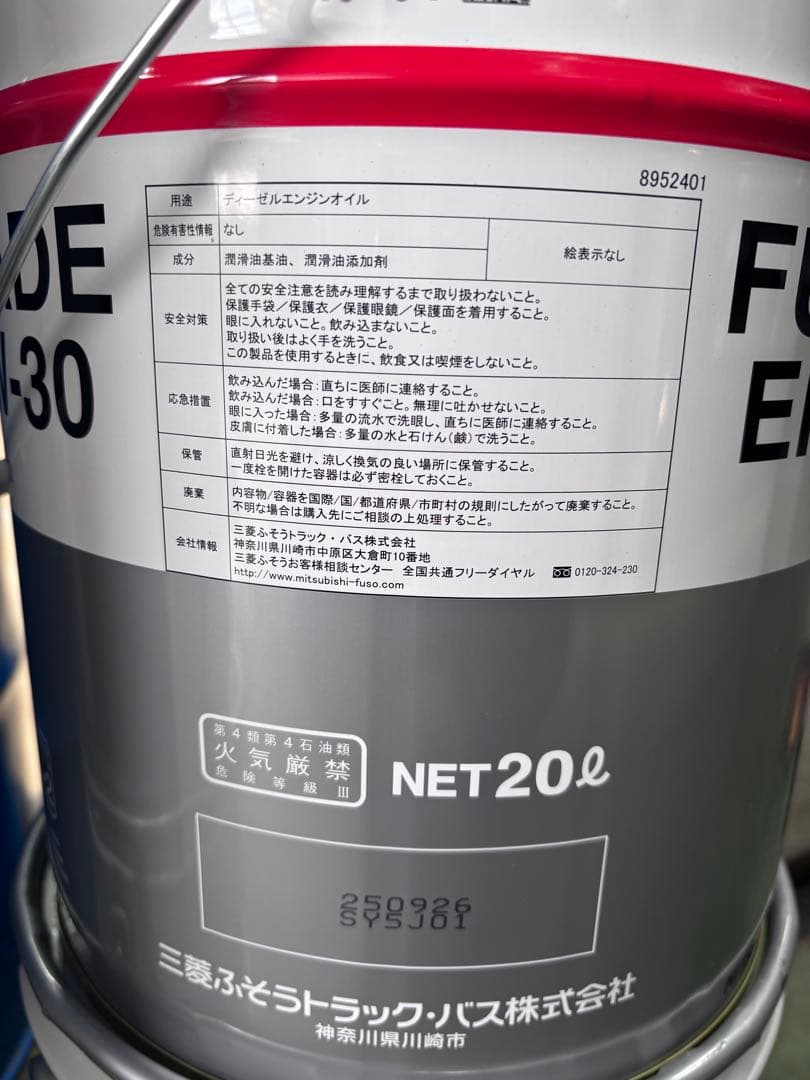 8952401
用途 ディーゼルエンジンオイル
危険有害性情報 なし
絵表示なし
成分 潤滑油基油、潤滑油添加剤
安全対策
全ての安全注意を読み理解するまで取り扱わないこと。
保護手袋/保護衣/保護眼鏡/保護面を着用すること。
眼に入れないこと。飲み込まないこと。
取り扱い後はよく手を洗うこと。
この製品を使用するときに、飲食又は喫煙をしないこと。
応急措置
飲み込んだ場合:直ちに医師に連絡すること。
飲み込んだ場合:口をすすぐこと。無理に吐かせないこと。
眼に入った場合:多量の流水で洗眼し、直ちに医師に連絡すること。
皮膚に付着した場合:多量の水と石けん(鹸)で洗うこと。
保管
直射日光を避け、涼しく換気の良い場所に保管すること。
一度栓を開けた容器は必ず密栓しておくこと。
廃棄
内容物/容器を国際/国/都道府県/市町村の規則にしたがって廃棄すること。
不明な場合は購入先にご相談の上処理すること。
会社情報
三菱ふそうトラック・バス株式会社
神奈川県川崎市中原区大倉町10番地
三菱ふそうお客様相談センター 全国共通フリーダイヤル 0120-324-230
http://www.mitsubishi-fuso.com
ADE
-30
FU
第4類第4石油類
火気厳禁
危険等級Ⅲ
NET20ℓ
250926
SY5J01
三菱ふそうトラック・バス株式会社
神奈川県川崎市